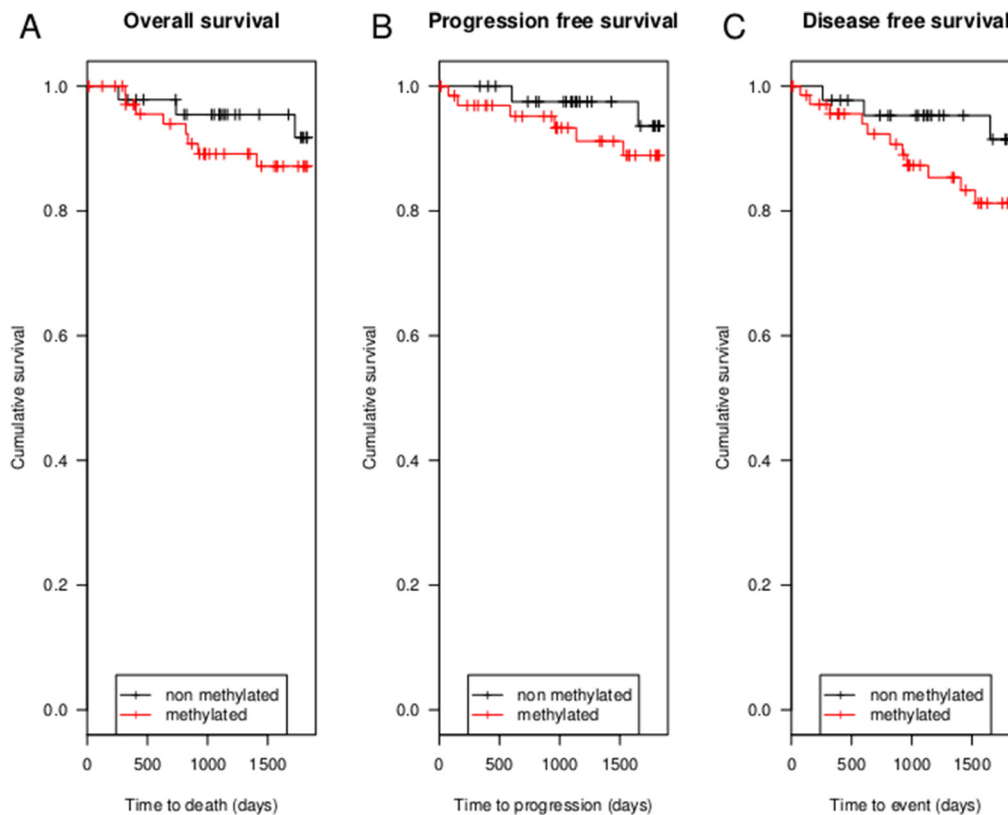 A
Overall survival
Cumulative survival
1.0
0.8
0.6
0.4
0.2
0.0
non methylated
methylated
0 500 1000 1500
Time to death (days)
B
Progression free survival
Cumulative survival
1.0
0.8
0.6
0.4
0.2
0.0
non methylated
methylated
0 500 1000 1500
Time to progression (days)
C
Disease free survival
Cumulative survival
1.0
0.8
0.6
0.4
0.2
0.0
non methylated
methylated
0 500 1000 1500
Time to event (days)